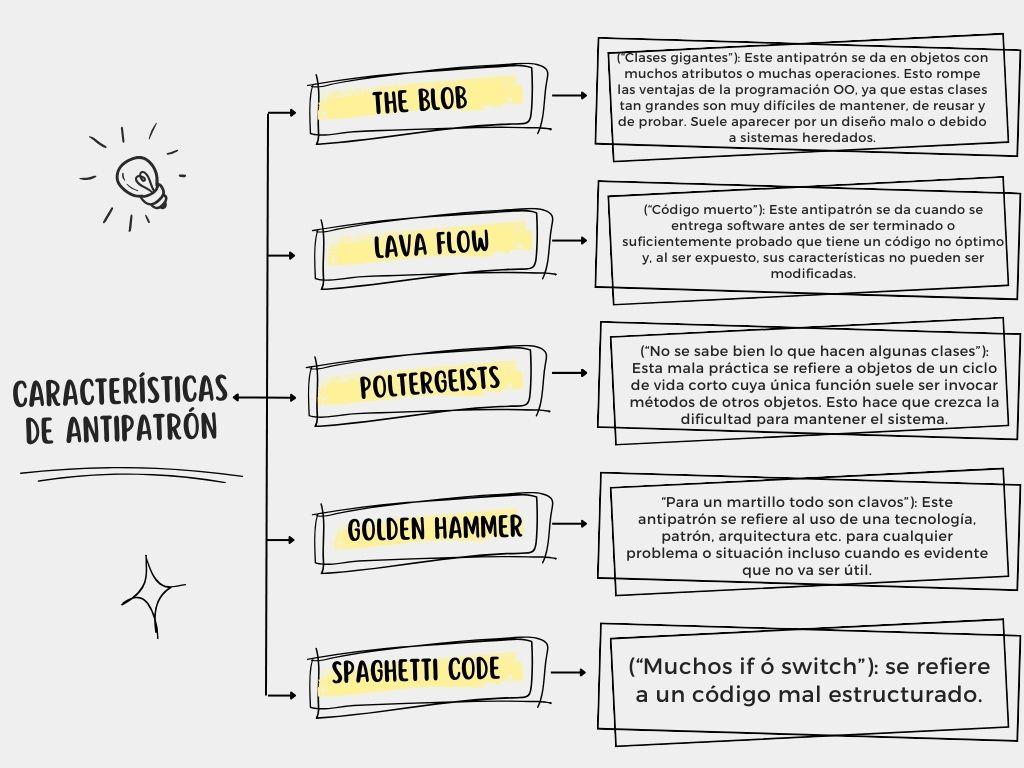 CARACTERÍSTICAS
DE ANTIPATRÓN
THE BLOB
("Clases gigantes"): Este antipatrón se da en objetos con
muchos atributos o muchas operaciones. Esto rompe
las ventajas de la programación OO, ya que estas clases
tan grandes son muy difíciles de mantener, de reusar y
de probar. Suele aparecer por un diseño malo o debido
a sistemas heredados.
LAVA FLOW
(“Código muerto”): Este antipatrón se da cuando se
entrega software antes de ser terminado o
suficientemente probado que tiene un código no óptimo
y, al ser expuesto, sus características no pueden ser
modificadas.
POLTERGEISTS
(“No se sabe bien lo que hacen algunas clases”):
Esta mala práctica se refiere a objetos de un ciclo
de vida corto cuya única función suele ser invocar
métodos de otros objetos. Esto hace que crezca la
dificultad para mantener el sistema.
GOLDEN HAMMER
“Para un martillo todo son clavos”): Este
antipatrón se refiere al uso de una tecnología,
patrón, arquitectura etc. para cualquier
problema o situación incluso cuando es evidente
que no va ser útil.
SPAGHETTI CODE
(“Muchos if ó switch”): se refiere
a un código mal estructurado.